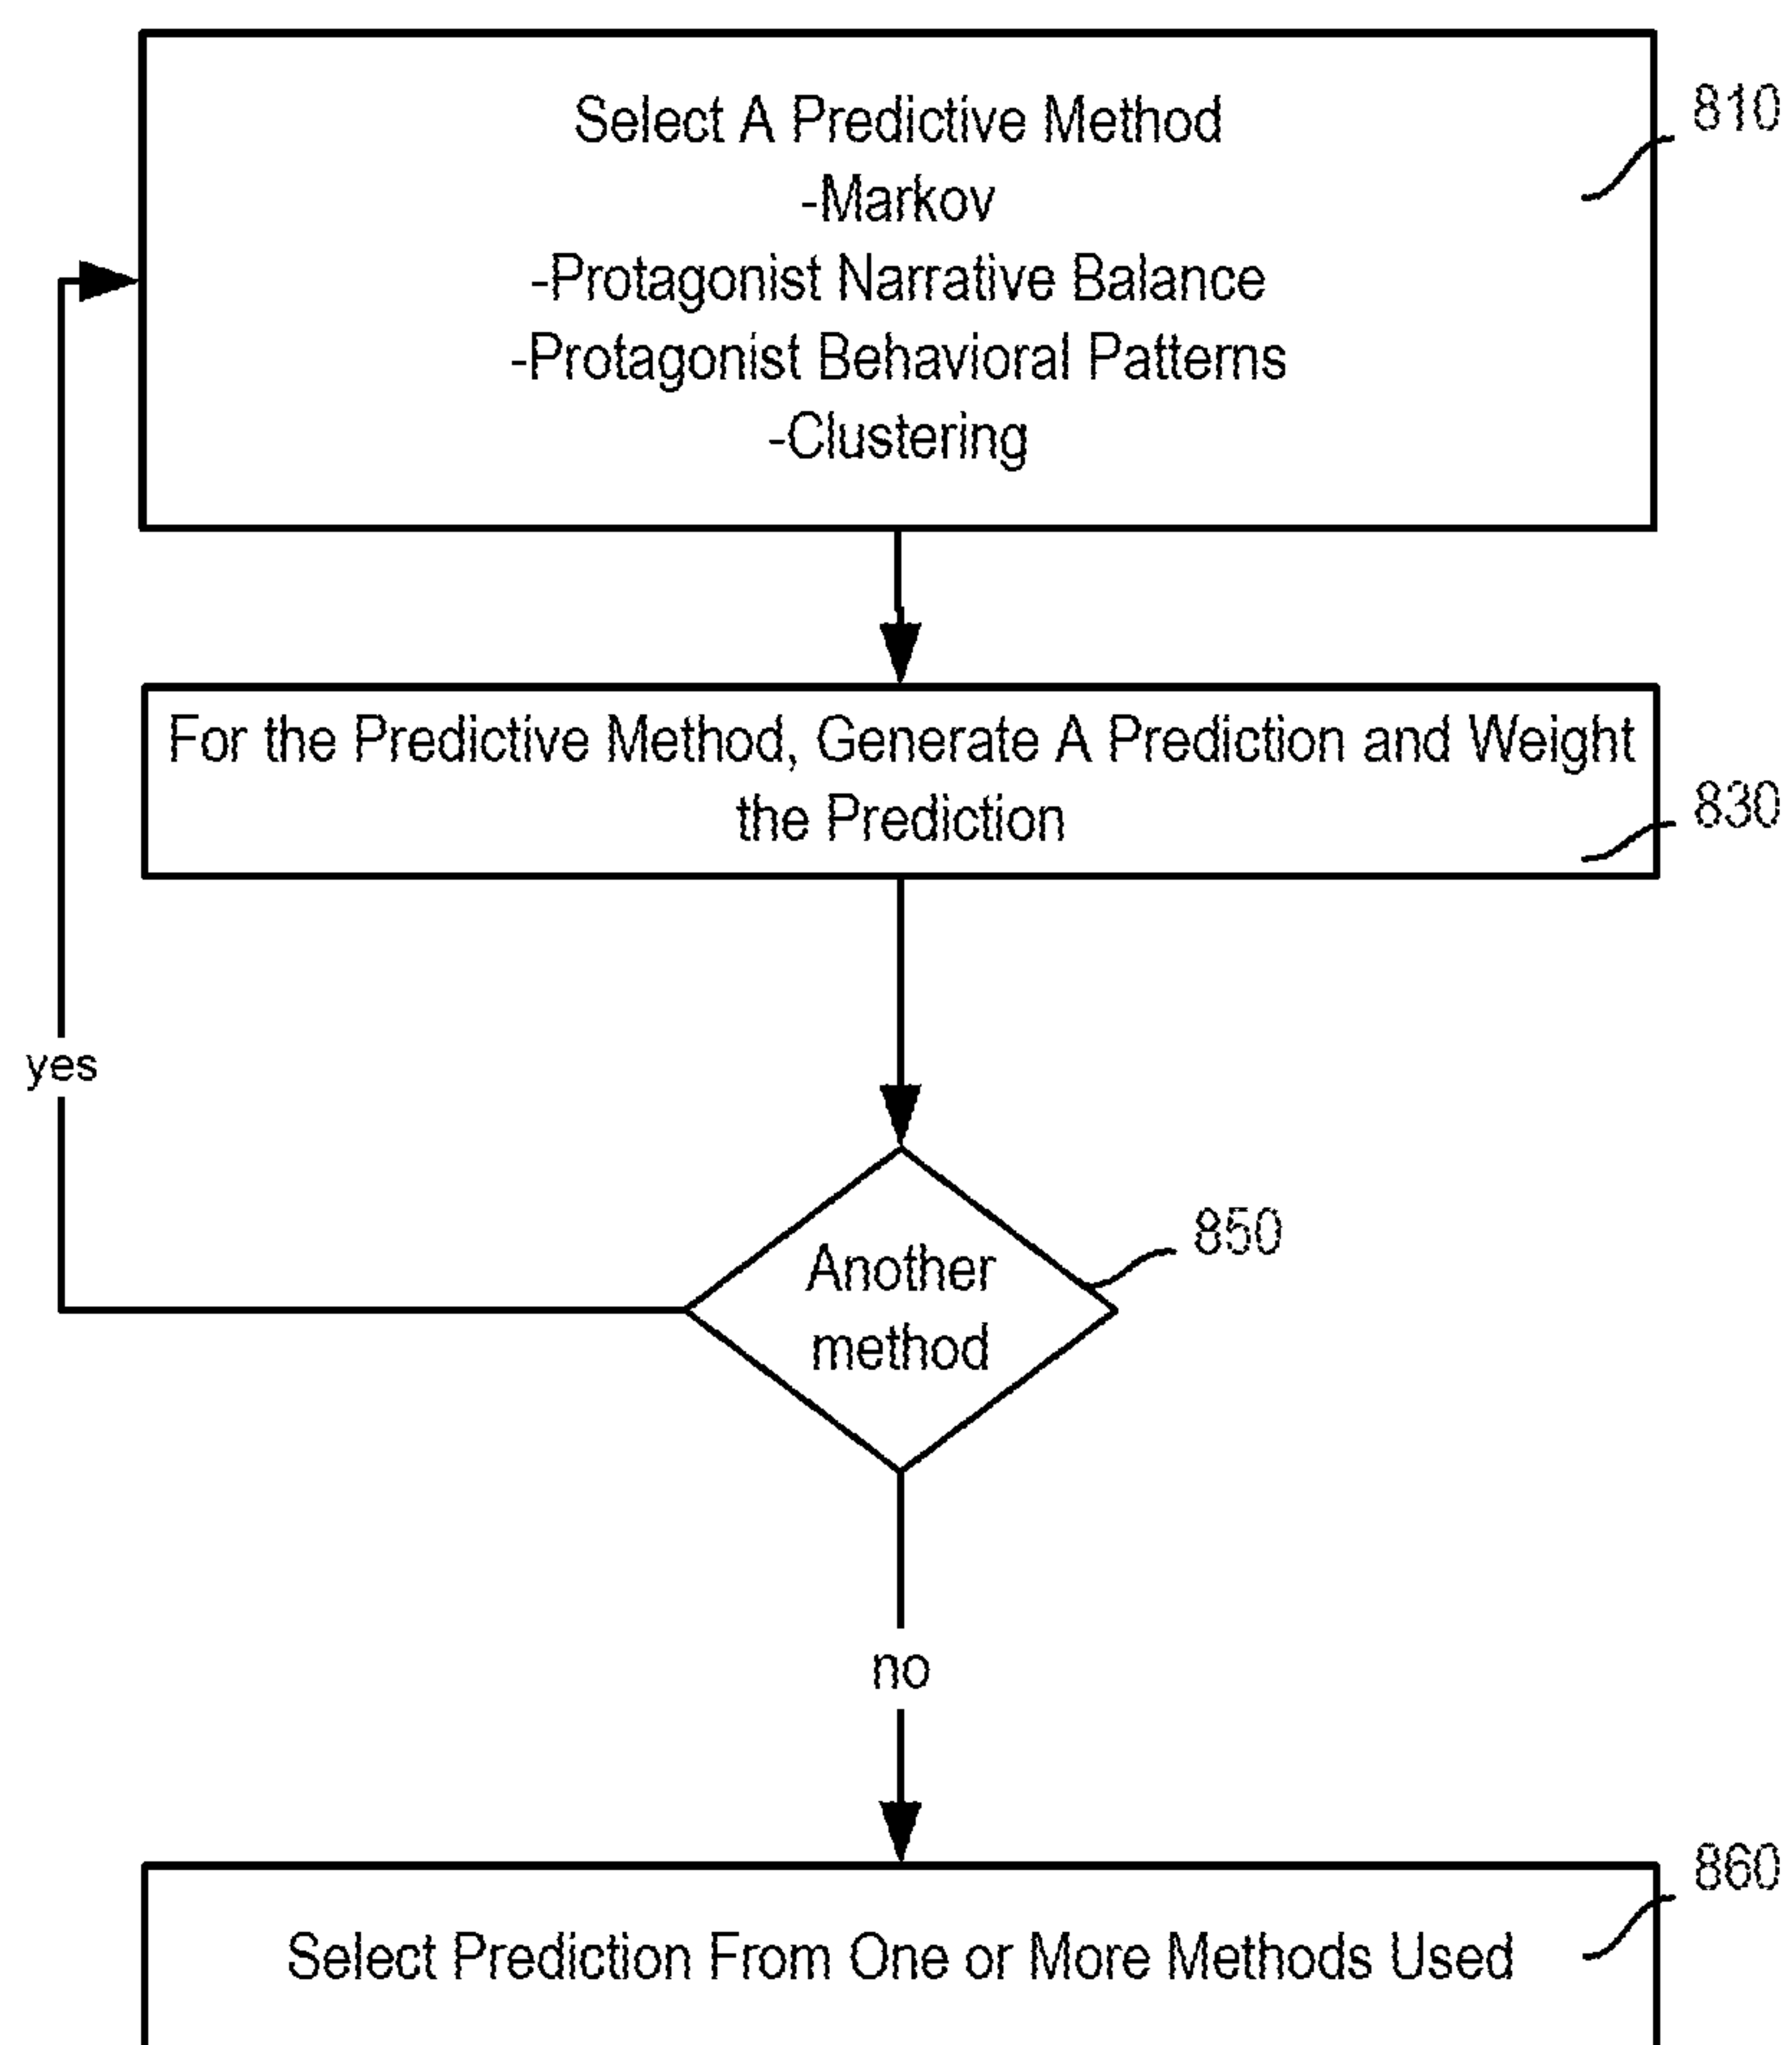 Select A Predictive Method
-Markov
-Protagonist Narrative Balance
-Protagonist Behavioral Patterns
-Clustering
810
For the Predictive Method, Generate A Prediction and Weight
the Prediction
830
yes
Another
method
850
no
860
Select Prediction From One or More Methods Used